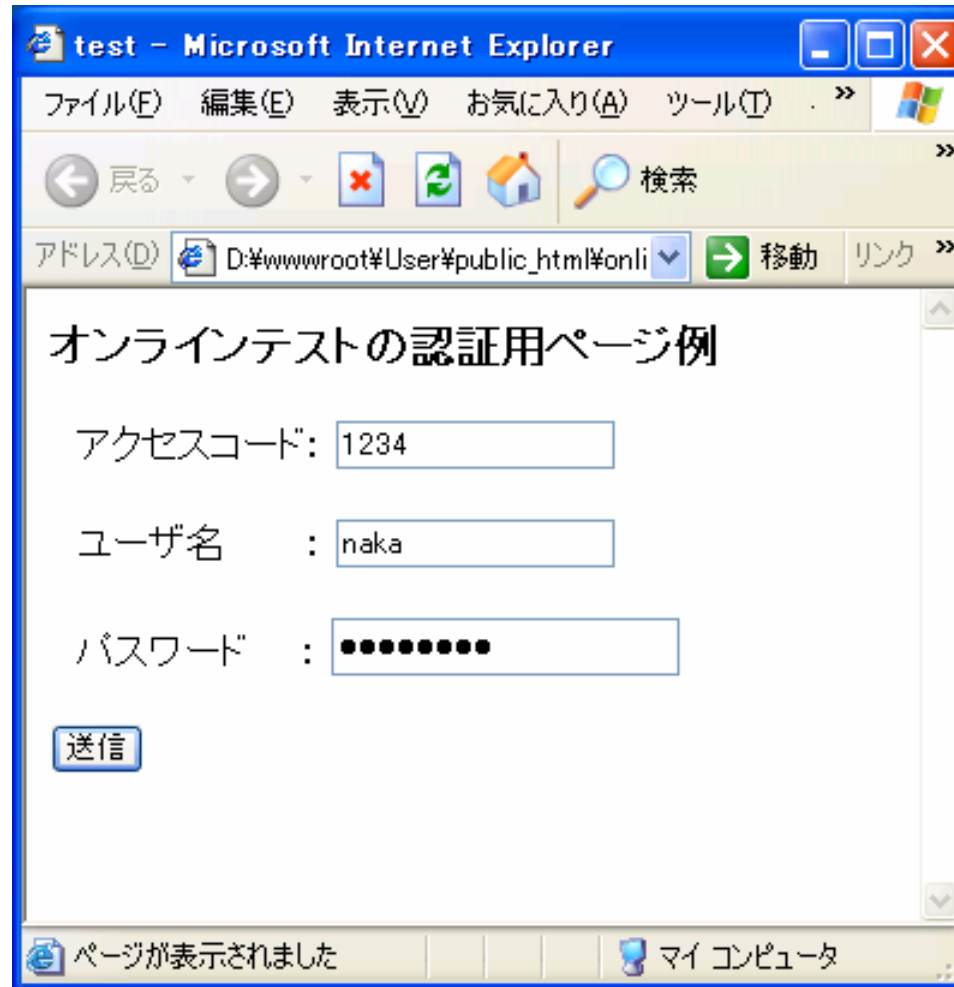 test - Microsoft Internet Explorer
ファイル(F) 編集(E) 表示(V) お気に入り(A) ツール(T) . »
戻る 検索 »
アドレス(D) D:¥wwwroot¥User¥public_html¥onli 移動 リンク »
オンラインテストの認証用ページ例
アクセスコード: 1234
ユーザ名 : naka
パスワード : ●●●●●●●●
送信
ページが表示されました マイ コンピュータ